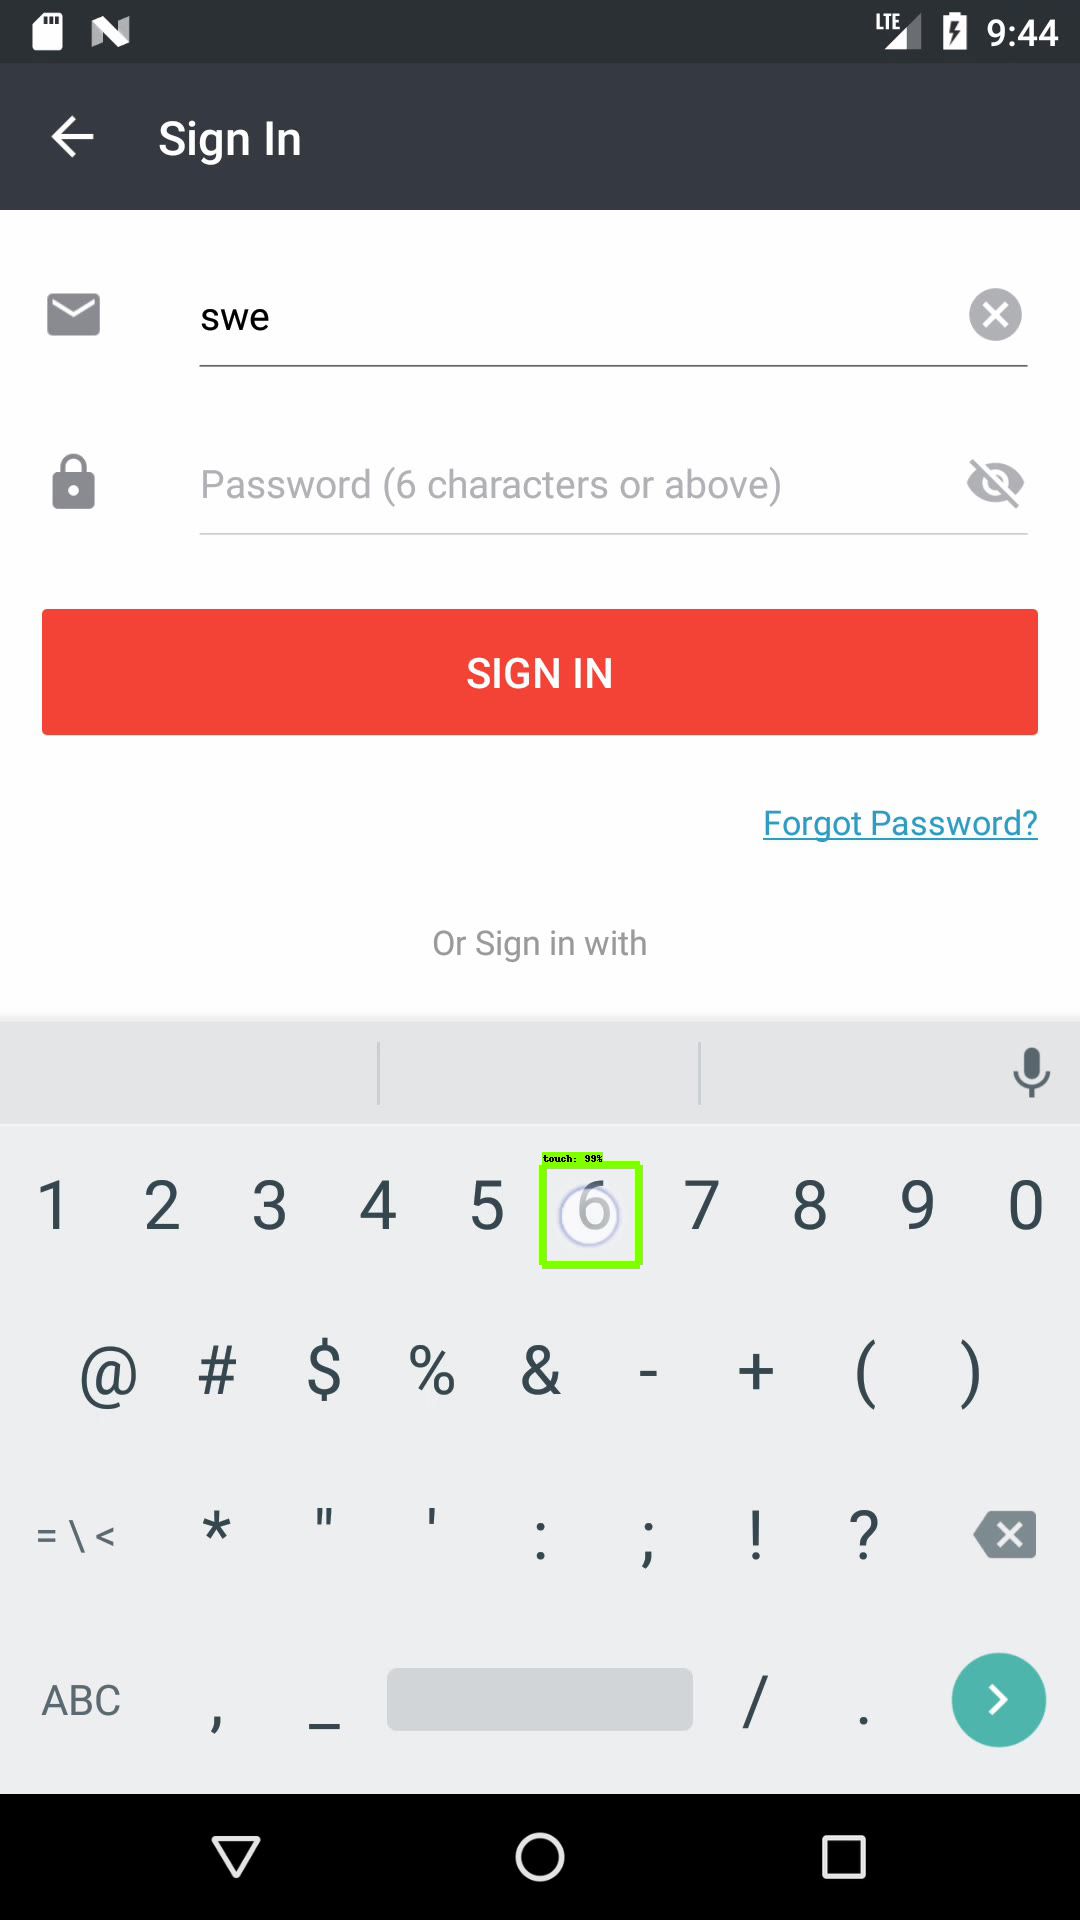 LTE 9:44
Sign In
swe
Password (6 characters or above)
SIGN IN
Forgot Password?
Or Sign in with
touch: 99%
1 2 3 4 5 6 7 8 9 0
@ # $ % & - + ( )
= \ < * " ' : ; ! ?
ABC , _ / .